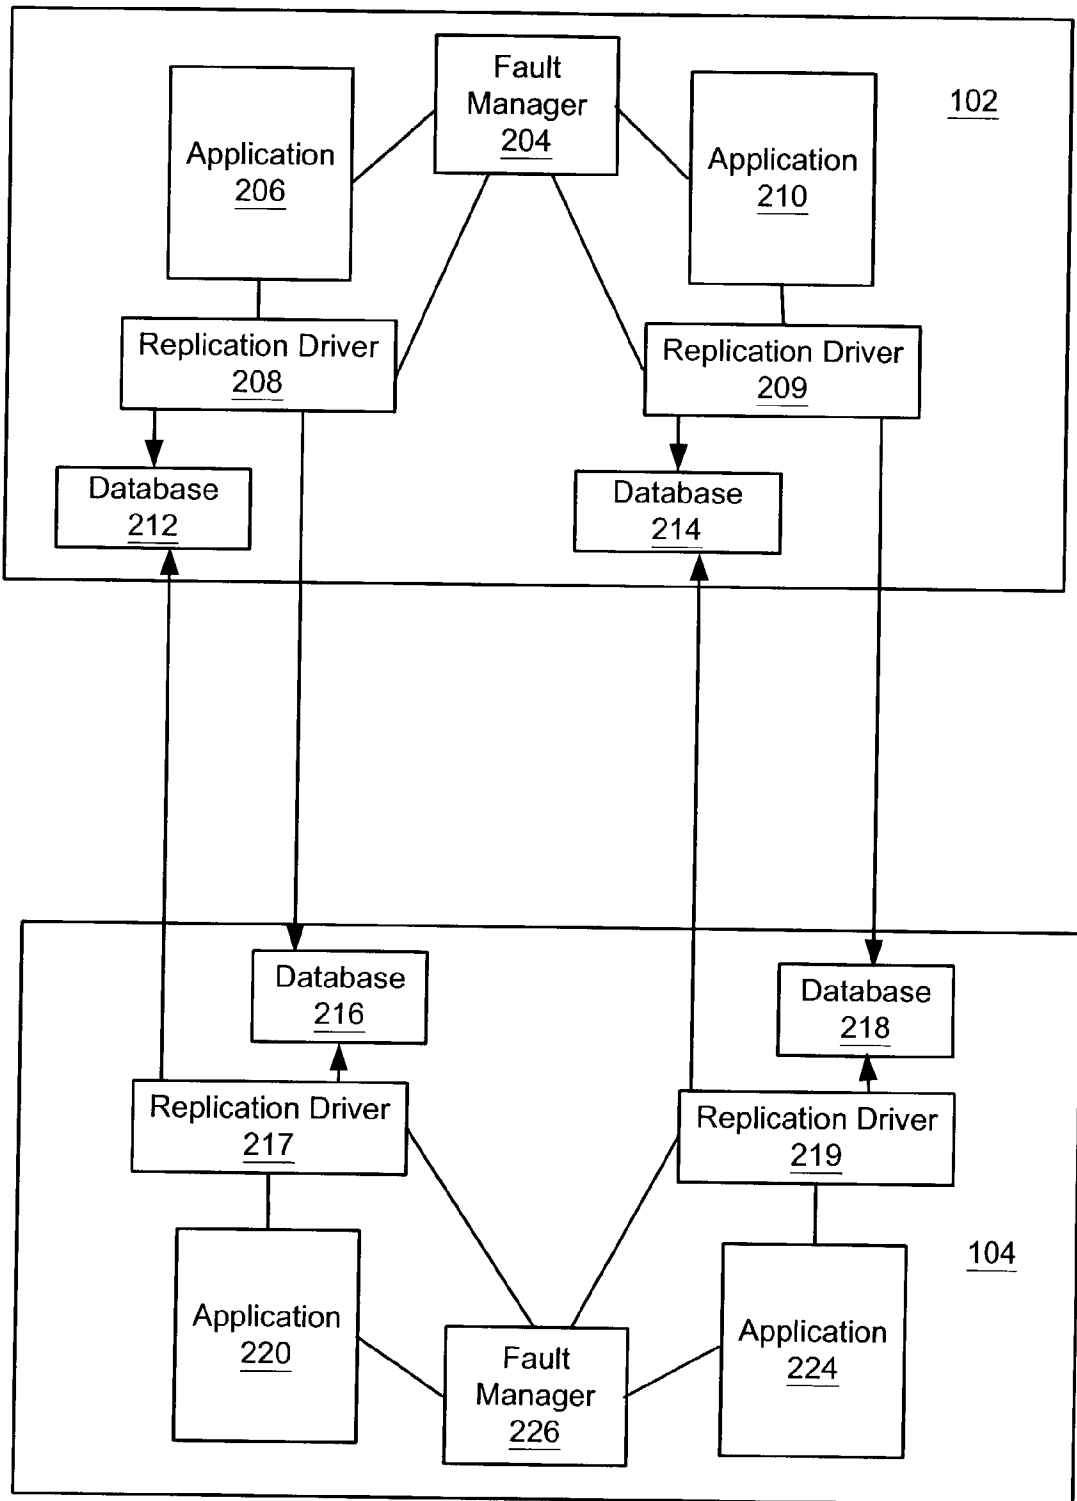 Fault
Manager
204
102
Application
206
Application
210
Replication Driver
208
Replication Driver
209
Database
212
Database
214
Database
216
Database
218
Replication Driver
217
Replication Driver
219
104
Application
220
Application
224
Fault
Manager
226